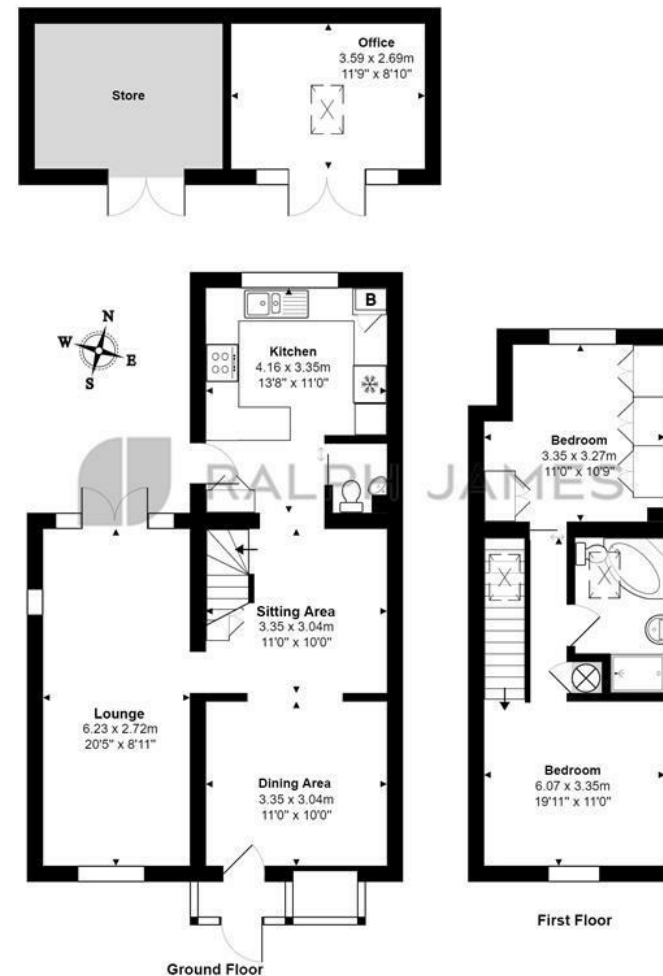 Office
3.59 x 2.69m
11'9" x 8'10"
Store
N
W
E
S
B
Kitchen
4.16 x 3.35m
13'8" x 11'0"
RALPH JAMES
Bedroom
3.35 x 3.27m
11'0" x 10'9"
Sitting Area
3.35 x 3.04m
11'0" x 10'0"
Lounge
6.23 x 2.72m
20'5" x 8'11"
Dining Area
3.35 x 3.04m
11'0" x 10'0"
Bedroom
6.07 x 3.35m
19'11" x 11'0"
First Floor
Ground Floor